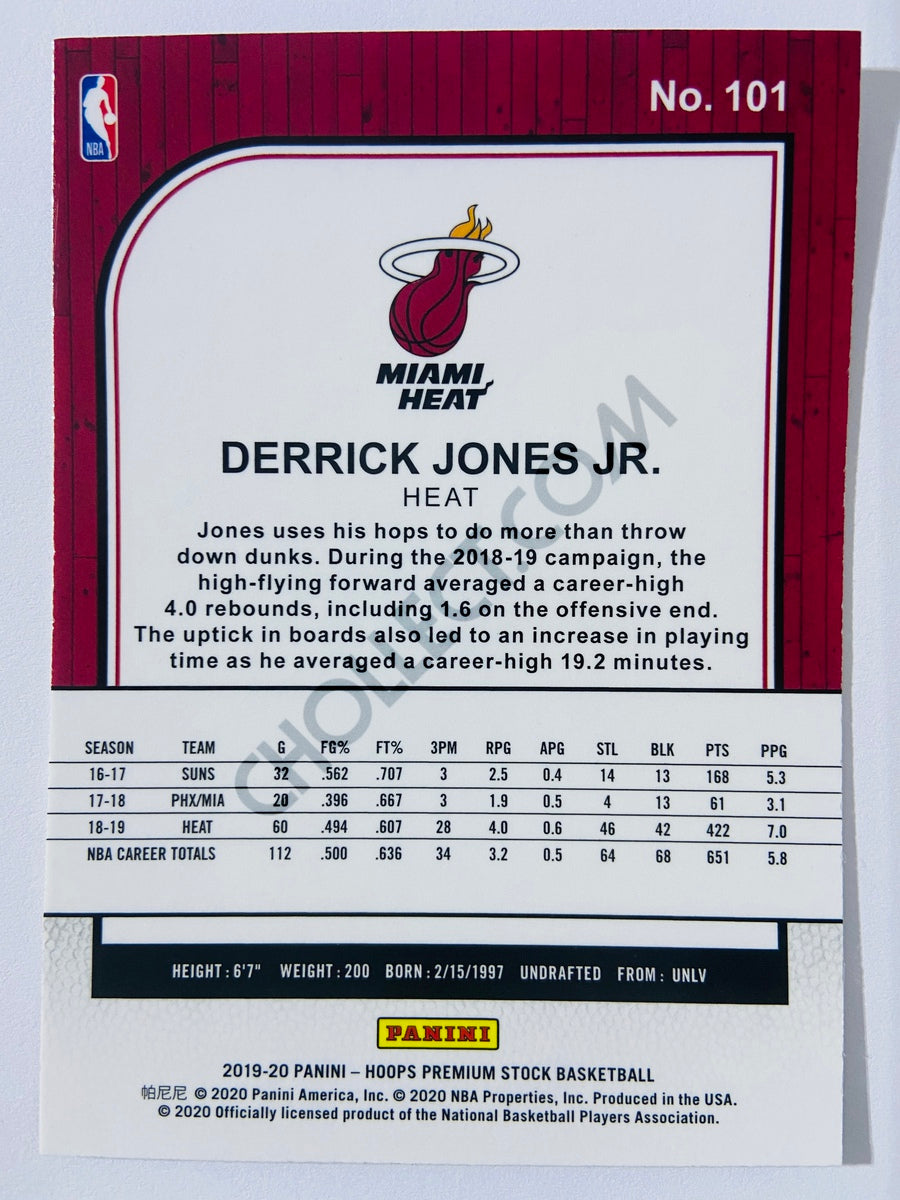 No. 101
NBA
MIAMI
HEAT
DERRICK JONES JR.
HEAT
Jones uses his hops to do more than throw
down dunks. During the 2018-19 campaign, the
high-flying forward averaged a career-high
4.0 rebounds, including 1.6 on the offensive end.
The uptick in boards also led to an increase in playing
time as he averaged a career-high 19.2 minutes.
CHOLLECT.COM
SEASON TEAM G FG% FT% 3PM RPG APG STL BLK PTS PPG
16-17 SUNS 32 .562 .707 3 2.5 0.4 14 13 168 5.3
17-18 PHX/MIA 20 .396 .667 3 1.9 0.5 4 13 61 3.1
18-19 HEAT 60 .494 .607 28 4.0 0.6 46 42 422 7.0
NBA CAREER TOTALS 112 .500 .636 34 3.2 0.5 64 68 651 5.8
HEIGHT: 6'7" WEIGHT: 200 BORN: 2/15/1997 UNDRAFTED FROM: UNLV
PANINI
2019-20 PANINI – HOOPS PREMIUM STOCK BASKETBALL
帕尼尼 © 2020 Panini America, Inc. © 2020 NBA Properties, Inc. Produced in the USA.
© 2020 Officially licensed product of the National Basketball Players Association.